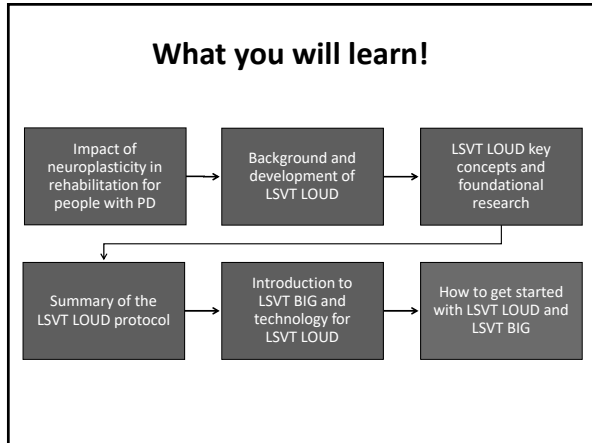 What you will learn!
Impact of
neuroplasticity in
rehabilitation for
people with PD
Background and
development of
LSVT LOUD
LSVT LOUD key
concepts and
foundational
research
Summary of the
LSVT LOUD protocol
Introduction to
LSVT BIG and
technology for
LSVT LOUD
How to get started
with LSVT LOUD and
LSVT BIG